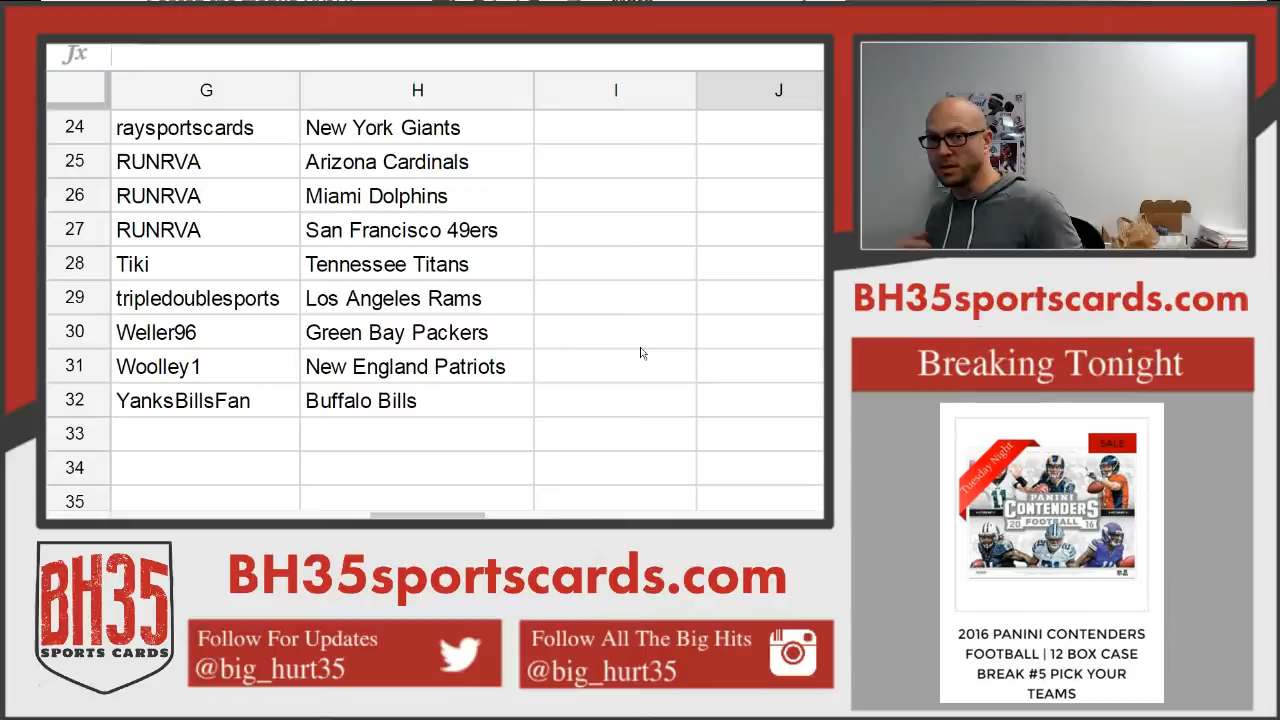 Jx
G H I J
24 raysportscards New York Giants
25 RUNRVA Arizona Cardinals
26 RUNRVA Miami Dolphins
27 RUNRVA San Francisco 49ers
28 Tiki Tennessee Titans
29 tripledoublesports Los Angeles Rams
30 Weller96 Green Bay Packers
31 Woolley1 New England Patriots
32 YanksBillsFan Buffalo Bills
33
34
35
BH35sportscards.com
Breaking Tonight
SALE
Tuesday Night
PANINI
CONTENDERS
2016 FOOTBALL
2016 PANINI CONTENDERS
FOOTBALL | 12 BOX CASE
BREAK #5 PICK YOUR
TEAMS
BH35
SPORTS CARDS
BH35sportscards.com
Follow For Updates
@big_hurt35
Follow All The Big Hits
@big_hurt35